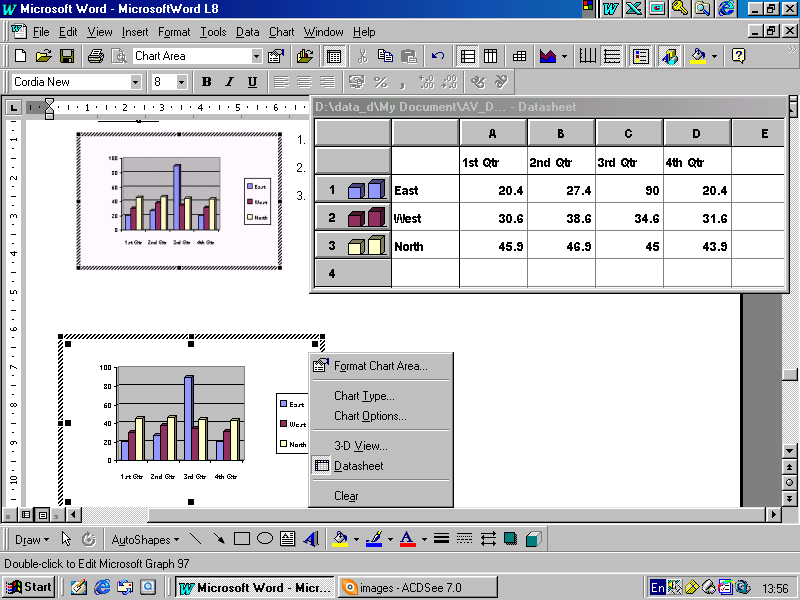 Microsoft Word - MicrosoftWord L8
File Edit View Insert Format Tools Data Chart Window Help
Chart Area
Cordia New 8 B I U
D:\data_d\My Document\AV_D... - Datasheet
A B C D E
1st Qtr 2nd Qtr 3rd Qtr 4th Qtr
1 East 20.4 27.4 90 20.4
2 West 30.6 38.6 34.6 31.6
3 North 45.9 46.9 45 43.9
4
1.
2.
3.
100
80
60
40
20
0
1st Qtr 2nd Qtr 3rd Qtr 4th Qtr
East
West
North
100
80
60
40
20
0
1st Qtr 2nd Qtr 3rd Qtr 4th Qtr
East
West
North
Format Chart Area...
Chart Type...
Chart Options...
3-D View...
Datasheet
Clear
Draw AutoShapes
Double-click to Edit Microsoft Graph 97
Start Microsoft Word - Micr... images - ACDSee 7.0 En 13:56